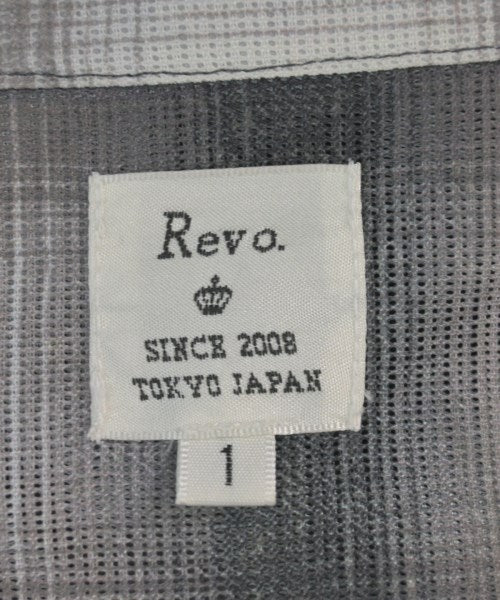 Revo.
SINCE 2008
TOKYO JAPAN
1